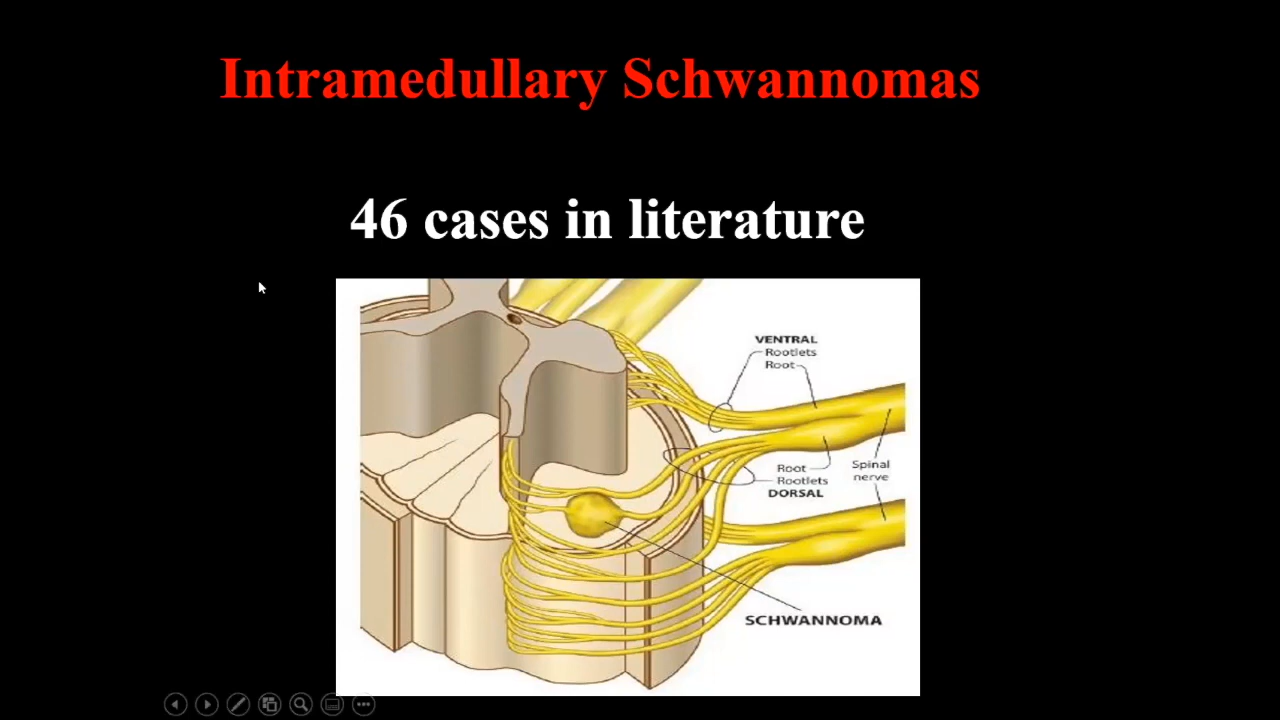 Intramedullary Schwannomas
46 cases in literature
VENTRAL
Rootlets
Root
Root
Rootlets
DORSAL
Spinal
nerve
SCHWANNOMA